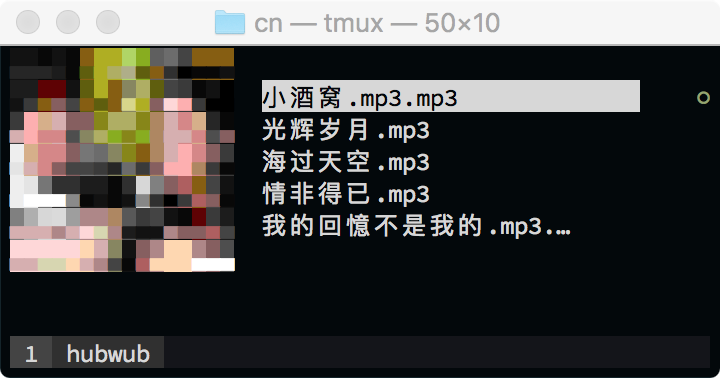 cn — tmux — 50×10
小酒窝.mp3.mp3
光辉岁月.mp3
海过天空.mp3
情非得已.mp3
我的回憶不是我的.mp3.…
1 hubwub